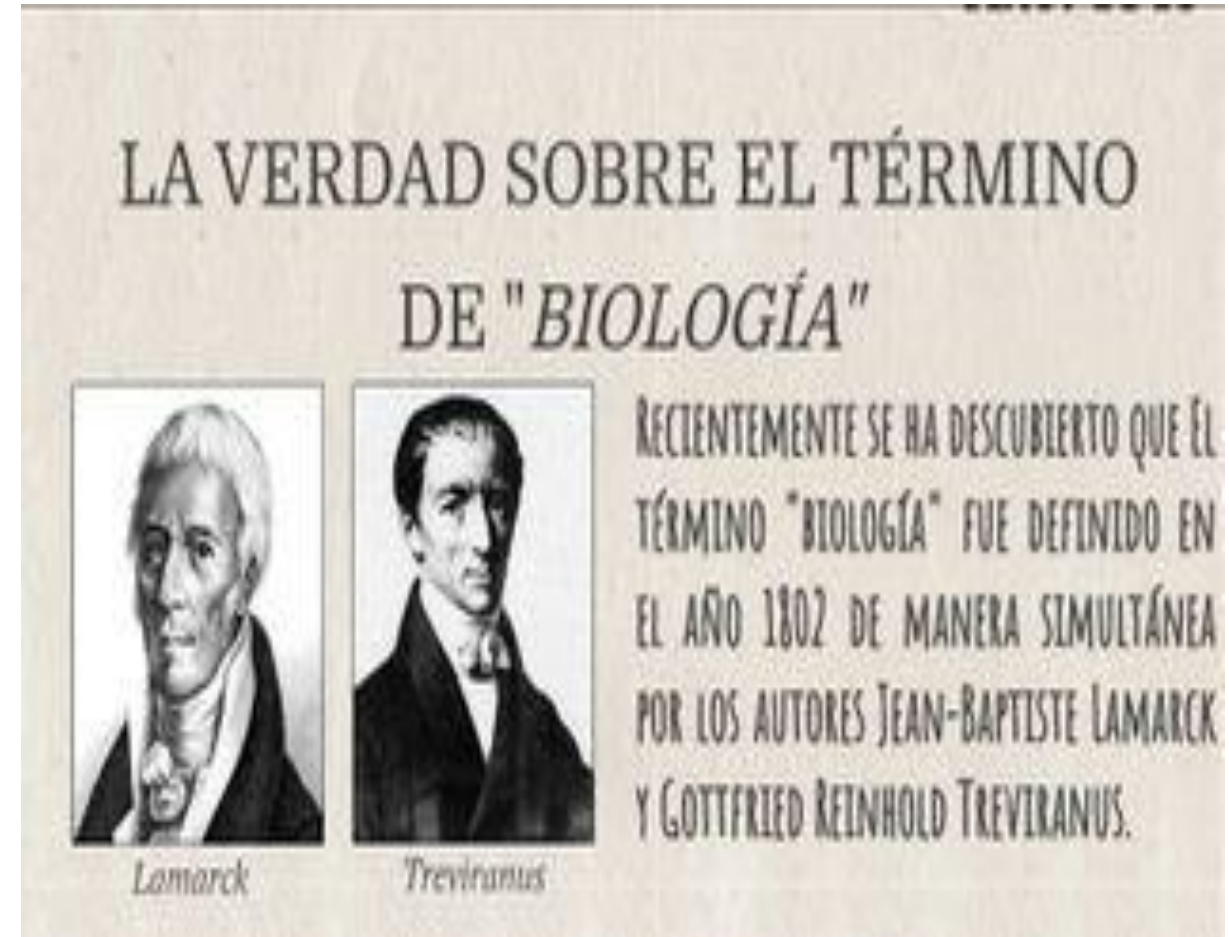 LA VERDAD SOBRE EL TÉRMINO
DE "BIOLOGÍA"
RECIENTEMENTE SE HA DESCUBIERTO QUE EL
TÉRMINO "BIOLOGÍA" FUE DEFINIDO EN
EL AÑO 1802 DE MANERA SIMULTÁNEA
POR LOS AUTORES JEAN-BAPTISTE LAMARCK
Y GOTTFRIED REINHOLD TREVIRANUS.
Lamarck
Treviranus